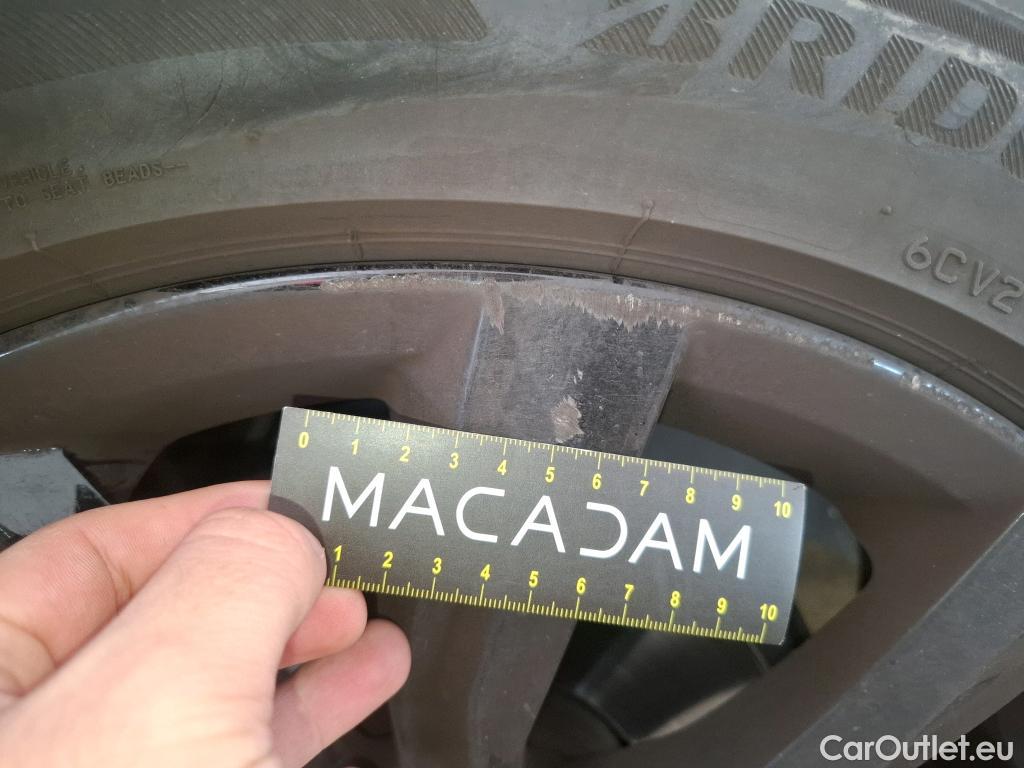 BRID
VEHICLE.
TO SEAT BEADS
6CV2
0 1 2 3 4 5 6 7 8 9 10
MACADAM
1 2 3 4 5 6 7 8 9 10
CarOutlet.eu